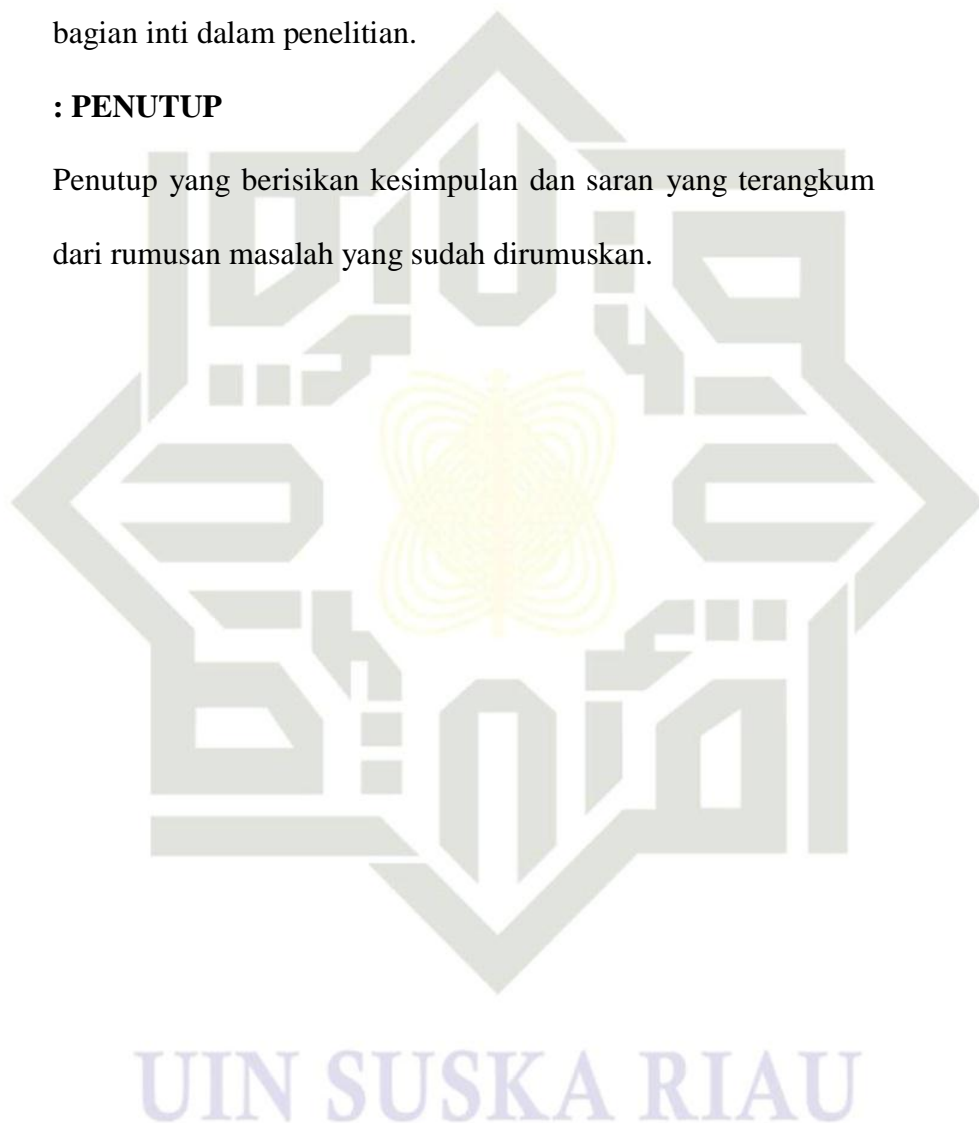 bagian inti dalam penelitian.
: PENUTUP
Penutup yang berisikan kesimpulan dan saran yang terangkum
dari rumusan masalah yang sudah dirumuskan.
UIN SUSKA RIAU